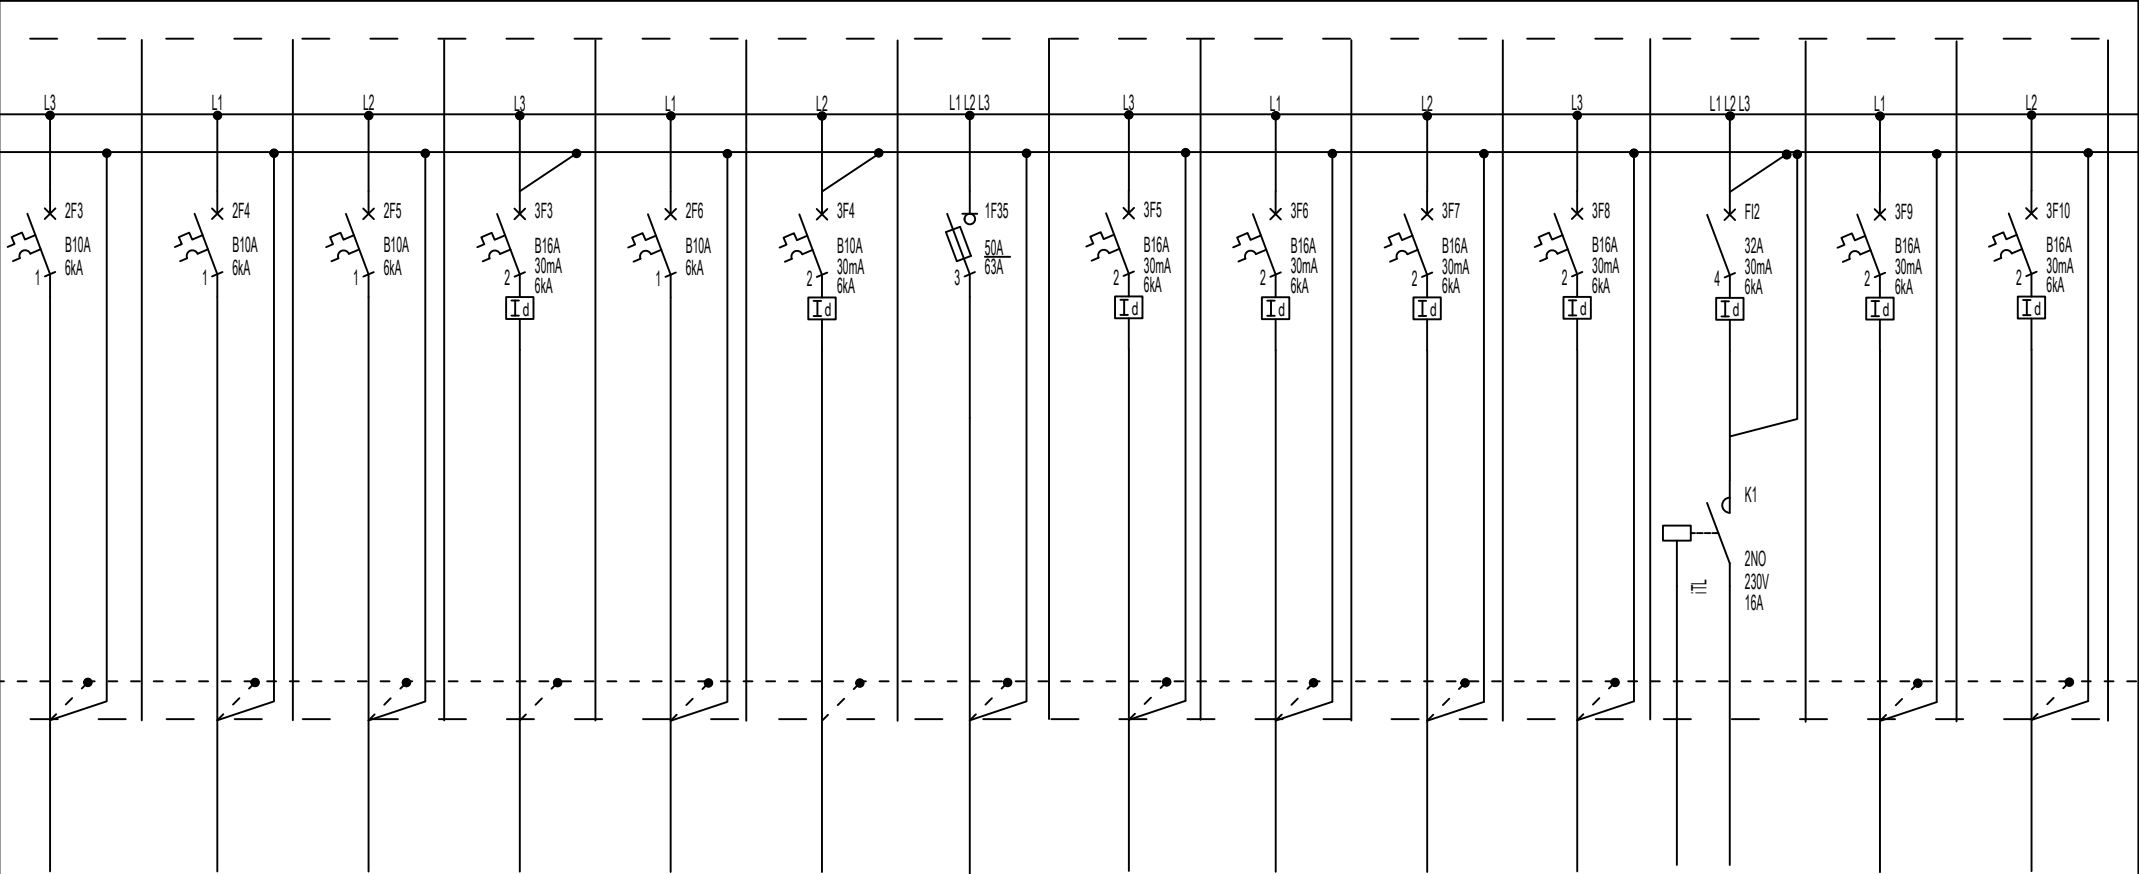 L3
L1
L2
L3
L1
L2
L1 L2 L3
L3
L1
L2
L3
L1 L2 L3
L1
L2
2F3
B10A
6kA
1
2F4
B10A
6kA
1
2F5
B10A
6kA
1
3F3
B16A
30mA
6kA
2
Id
2F6
B10A
6kA
1
3F4
B10A
30mA
6kA
2
Id
1F35
50A
63A
3
3F5
B16A
30mA
6kA
2
Id
3F6
B16A
30mA
6kA
2
Id
3F7
B16A
30mA
6kA
2
Id
3F8
B16A
30mA
6kA
2
Id
FI2
32A
30mA
6kA
4
Id
K1
2NO
230V
16A
iTL
3F9
B16A
30mA
6kA
2
Id
3F10
B16A
30mA
6kA
2
Id